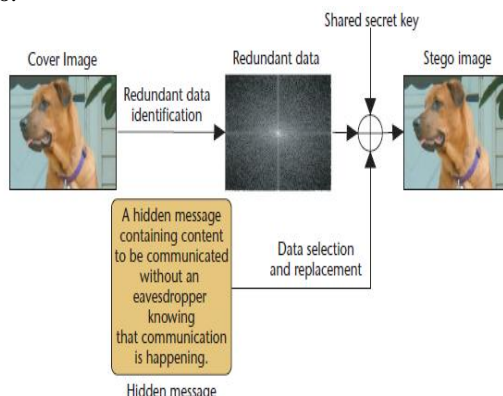 Shared secret key
Cover Image
Redundant data
Stego image
Redundant data
identification
A hidden message
containing content
to be communicated
without an
eavesdropper
knowing
that communication
is happening.
Data selection
and replacement
Hidden message